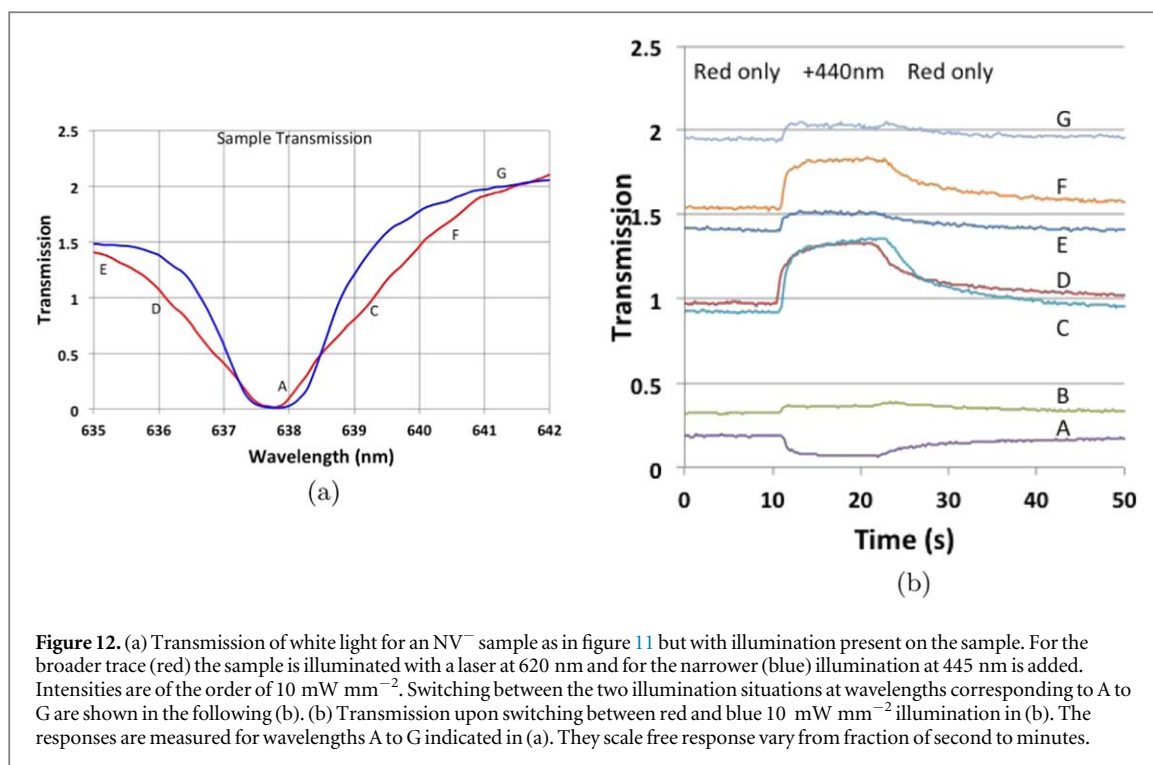 Sample Transmission
2.5
2
1.5
1
0.5
0
Transmission
E
D
A
C
F
G
635 636 637 638 639 640 641 642
Wavelength (nm)
(a)
2.5
2
1.5
1
0.5
0
Transmission
Red only +440nm Red only
G
F
E
D
C
B
A
0 10 20 30 40 50
Time (s)
(b)
Figure 12. (a) Transmission of white light for an NV⁻ sample as in figure 11 but with illumination present on the sample. For the
broader trace (red) the sample is illuminated with a laser at 620 nm and for the narrower (blue) illumination at 445 nm is added.
Intensities are of the order of 10 mW mm⁻². Switching between the two illumination situations at wavelengths corresponding to A to
G are shown in the following (b). (b) Transmission upon switching between red and blue 10 mW mm⁻² illumination in (b). The
responses are measured for wavelengths A to G indicated in (a). They scale free response vary from fraction of second to minutes.